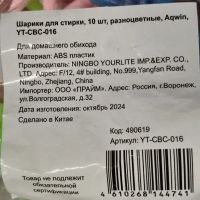 Шарики для стирки, 10 шт, разноцветные, Aqwin,
YT-CBC-016
Для домашнего обихода
Материал: ABS пластик
Производитель: NINGBO YOURLITE IMP.&EXP. CO.,
LTD. Адрес: F/12, 4# building, No.999,Yangfan Road,
Ningbo, Zhejiang, China
Импортер: ООО «ПРАЙМ». Адрес: Россия, г.Воронеж,
ул.Волгоградская, д.32
Дата изготовления: октябрь 2024
Сделано в Китае
Код: 490619
Артикул: YT-CBC-016
Товар не подлежит
обязательной
сертификации
4 610268 144741